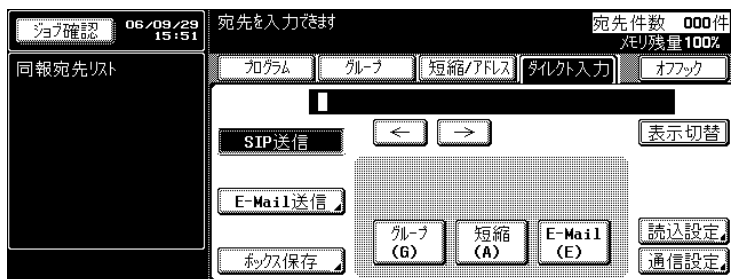 ジョブ確認
06/09/29
15:51
宛先を入力できます
宛先件数 000件
メモリ残量100%
同報宛先リスト
プログラム
グループ
短縮/アドレス
ダイレクト入力
オフフック
SIP送信
←
→
表示切替
E-Mail送信
グループ
(G)
短縮
(A)
E-Mail
(E)
読込設定
ボックス保存
通信設定